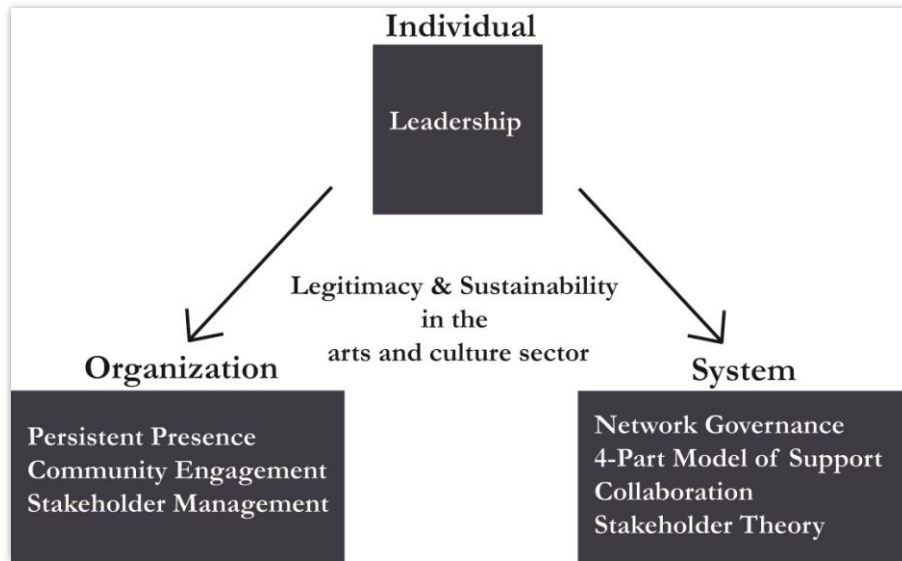 Individual
Leadership
Legitimacy & Sustainability
in the
arts and culture sector
Organization
Persistent Presence
Community Engagement
Stakeholder Management
System
Network Governance
4-Part Model of Support
Collaboration
Stakeholder Theory